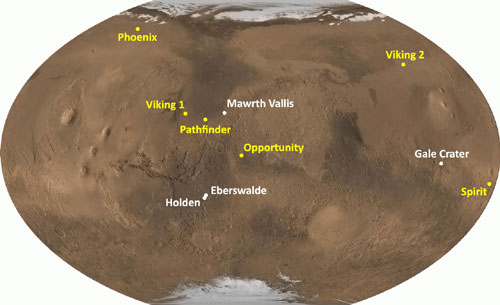 Phoenix
Viking 2
Viking 1
Mawrth Vallis
Pathfinder
Opportunity
Gale Crater
Spirit
Eberswalde
Holden